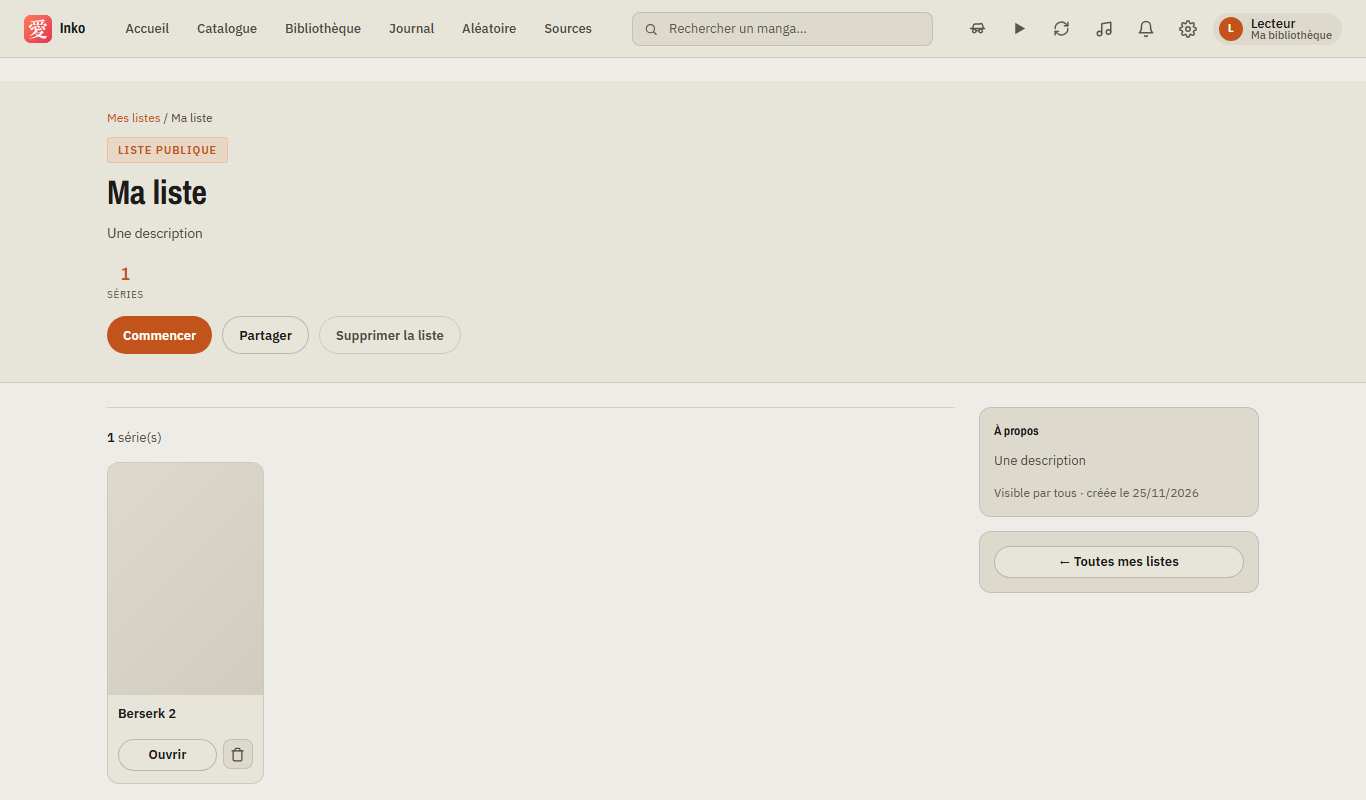 愛 Inko
Accueil
Catalogue
Bibliothèque
Journal
Aléatoire
Sources
Rechercher un manga...
L
Lecteur
Ma bibliothèque
Mes listes / Ma liste
LISTE PUBLIQUE
Ma liste
Une description
1
SÉRIES
Commencer
Partager
Supprimer la liste
1 série(s)
Berserk 2
Ouvrir
À propos
Une description
Visible par tous · créée le 25/11/2026
← Toutes mes listes